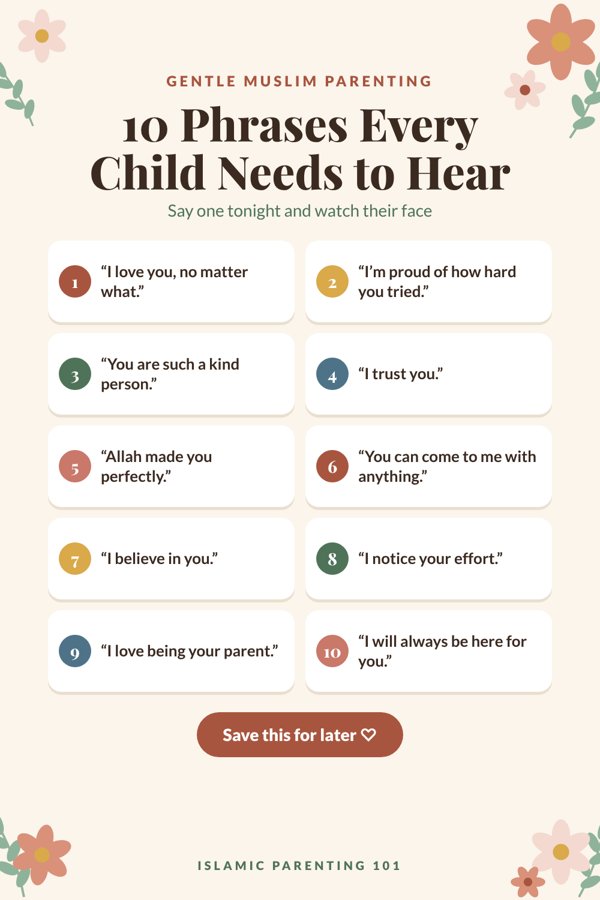 GENTLE MUSLIM PARENTING
10 Phrases Every
Child Needs to Hear
Say one tonight and watch their face
1
“I love you, no matter
what.”
2
“I’m proud of how hard
you tried.”
3
“You are such a kind
person.”
4
“I trust you.”
5
“Allah made you
perfectly.”
6
“You can come to me with
anything.”
7
“I believe in you.”
8
“I notice your effort.”
9
“I love being your parent.”
10
“I will always be here for
you.”
Save this for later ♡
ISLAMIC PARENTING 101